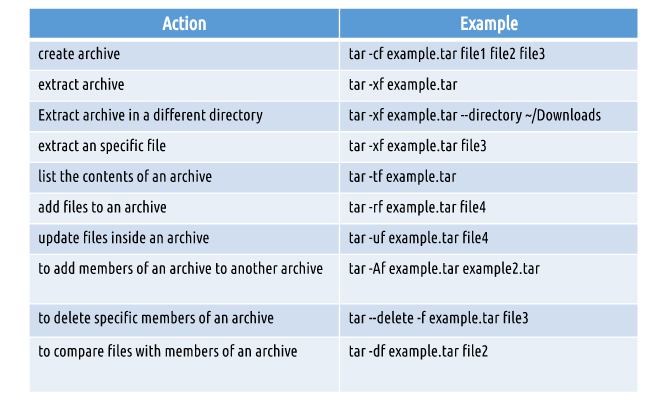 Action Example
create archive tar -cf example.tar file1 file2 file3
extract archive tar -xf example.tar
Extract archive in a different directory tar -xf example.tar --directory ~/Downloads
extract an specific file tar -xf example.tar file3
list the contents of an archive tar -tf example.tar
add files to an archive tar -rf example.tar file4
update files inside an archive tar -uf example.tar file4
to add members of an archive to another archive tar -Af example.tar example2.tar
to delete specific members of an archive tar --delete -f example.tar file3
to compare files with members of an archive tar -df example.tar file2